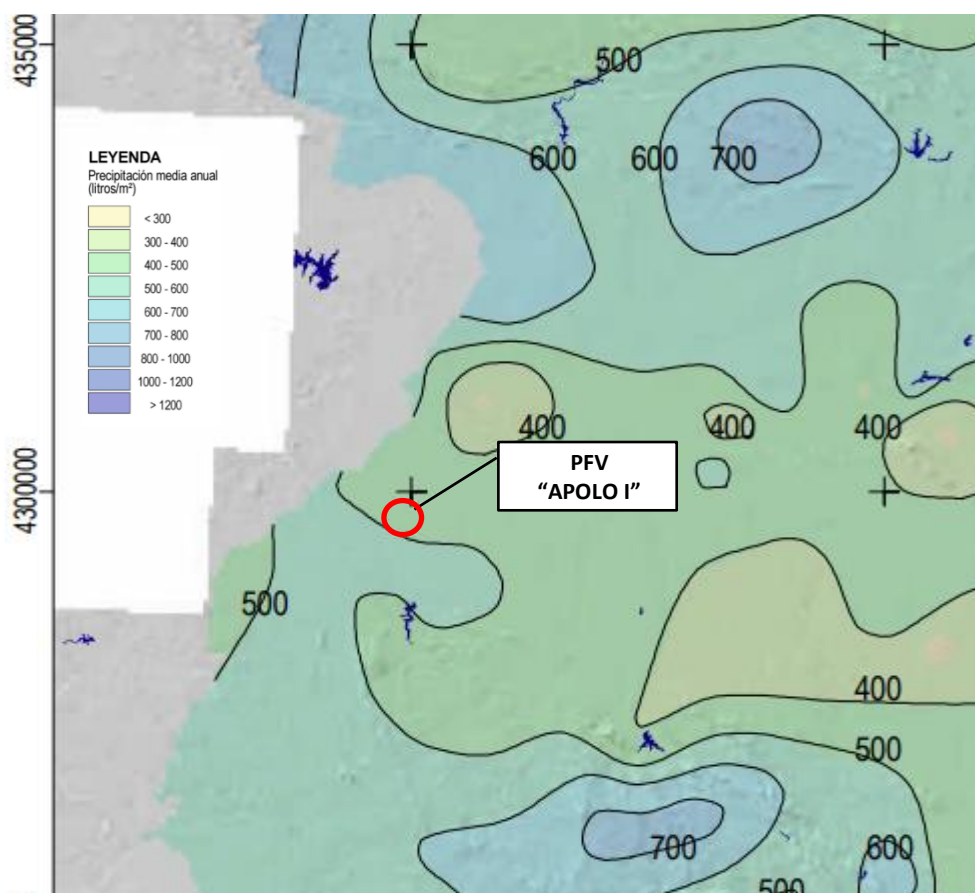 435000
500
600
600
700
LEYENDA
Precipitación media anual
(litros/m²)
< 300
300 - 400
400 - 500
500 - 600
600 - 700
700 - 800
800 - 1000
1000 - 1200
> 1200
400
400
400
PFV
“APOLO I”
4300000
500
400
500
700
600
500